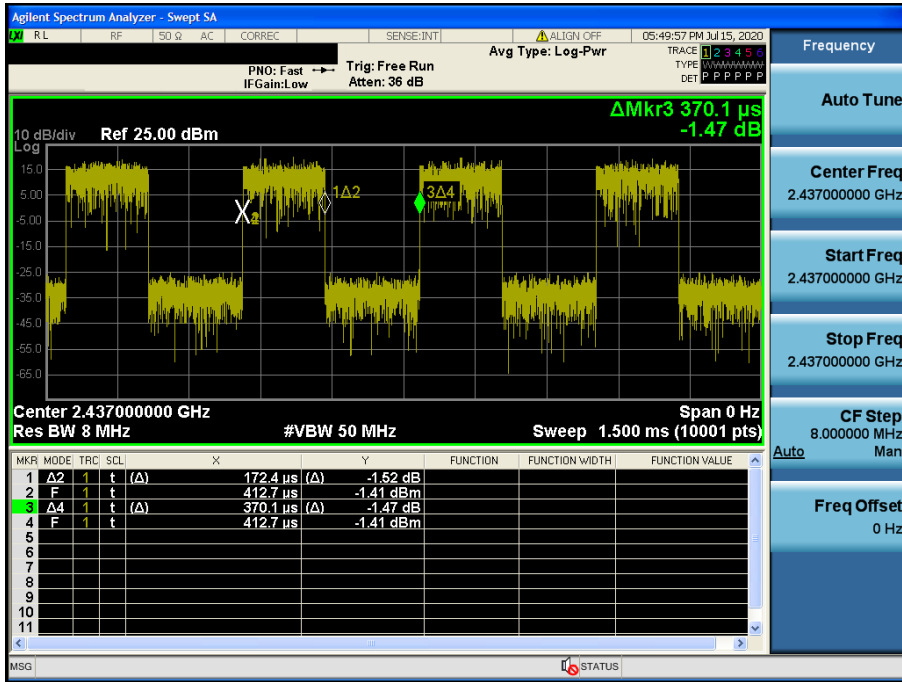 Agilent Spectrum Analyzer - Swept SA
LXI RL RF 50 Ω AC CORREC SENSE:INT ALIGN OFF 05:49:57 PM Jul 15, 2020
Avg Type: Log-Pwr TRACE 1 2 3 4 5 6
PNO: Fast Trig: Free Run TYPE WWWWWW
IFGain:Low Atten: 36 dB DET P P P P P P
ΔMkr3 370.1 µs
-1.47 dB
10 dB/div Ref 25.00 dBm
Log
15.0
5.00
-5.00
-15.0
-25.0
-35.0
-45.0
-55.0
-65.0
1Δ2
3Δ4
Center 2.437000000 GHz Span 0 Hz
Res BW 8 MHz #VBW 50 MHz Sweep 1.500 ms (10001 pts)
MKR MODE TRC SCL X Y FUNCTION FUNCTION WIDTH FUNCTION VALUE
1 Δ2 1 t (Δ) 172.4 µs (Δ) -1.52 dB
2 F 1 t 412.7 µs -1.41 dBm
3 Δ4 1 t (Δ) 370.1 µs (Δ) -1.47 dB
4 F 1 t 412.7 µs -1.41 dBm
5
6
7
8
9
10
11
MSG STATUS
Frequency
Auto Tune
Center Freq
2.437000000 GHz
Start Freq
2.437000000 GHz
Stop Freq
2.437000000 GHz
CF Step
8.000000 MHz
Auto Man
Freq Offset
0 Hz